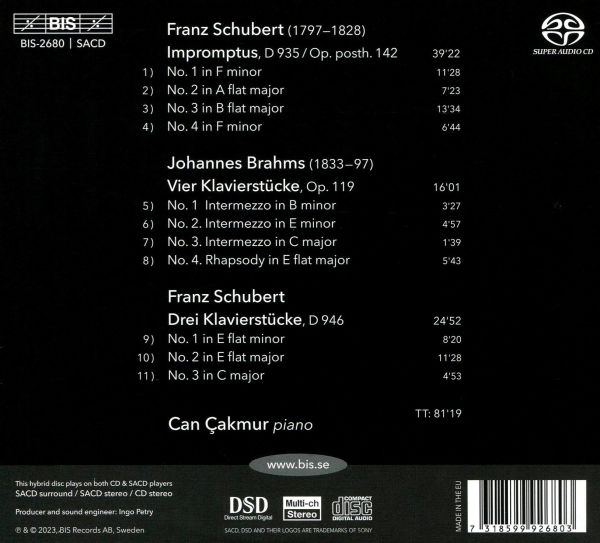 BIS
BIS-2680 | SACD
SUPER AUDIO CD
Franz Schubert (1797–1828)
Impromptus, D 935 / Op. posth. 142 39'22
1) No. 1 in F minor 11'28
2) No. 2 in A flat major 7'23
3) No. 3 in B flat major 13'34
4) No. 4 in F minor 6'44
Johannes Brahms (1833–97)
Vier Klavierstücke, Op. 119 16'01
5) No. 1 Intermezzo in B minor 3'27
6) No. 2. Intermezzo in E minor 4'57
7) No. 3. Intermezzo in C major 1'39
8) No. 4. Rhapsody in E flat major 5'43
Franz Schubert
Drei Klavierstücke, D 946 24'52
9) No. 1 in E flat minor 8'20
10) No. 2 in E flat major 11'28
11) No. 3 in C major 4'53
TT: 81'19
Can Çakmur piano
www.bis.se
This hybrid disc plays on both CD & SACD players
SACD surround / SACD stereo / CD stereo
Producer and sound engineer: Ingo Petry
℗ & © 2023, BIS Records AB, Sweden
DSD
Direct Stream Digital
Multi-ch
Stereo
COMPACT
disc
DIGITAL AUDIO
SACD, DSD AND THEIR LOGOS ARE TRADEMARKS OF SONY
MADE IN THE EU
7 318599 926803